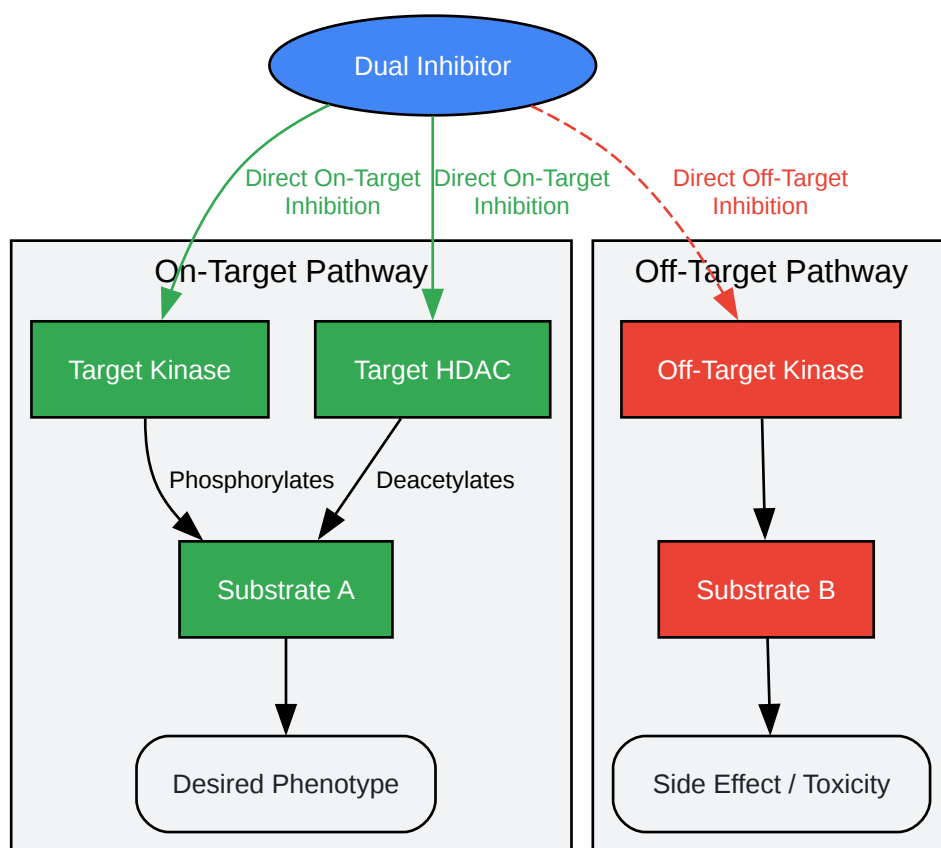 Dual Inhibitor
Direct On-Target
Inhibition
Direct On-Target
Inhibition
Direct Off-Target
Inhibition
On-Target Pathway
Off-Target Pathway
Target Kinase
Target HDAC
Off-Target Kinase
Phosphorylates
Deacetylates
Substrate A
Substrate B
Desired Phenotype
Side Effect / Toxicity